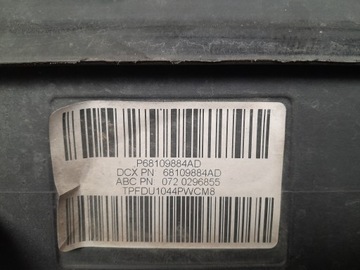 P68109884AD
DCX PN 68109884AD
ABC PN 072 0296855
TPFDU1044PWCM8